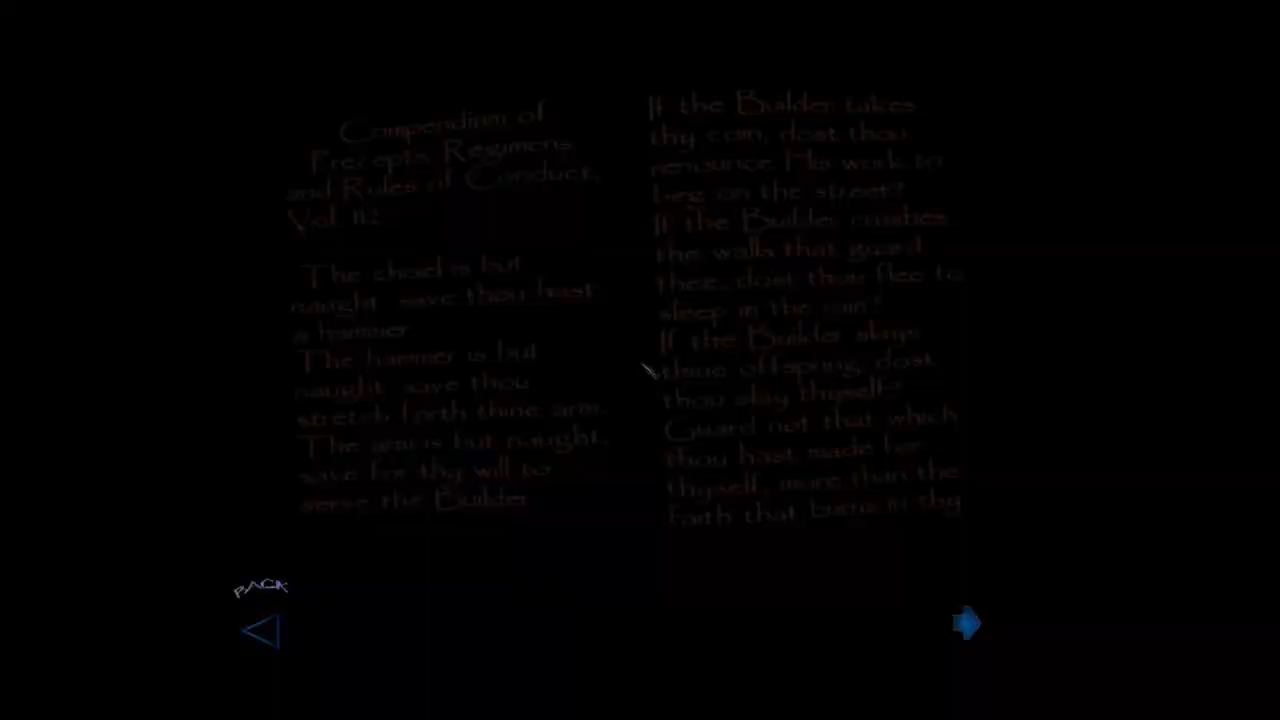 Compendium of
Precepts, Regimens
and Rules of Conduct,
Vol.
The chisel is but
naught, save thou hast
a hammer.
The hammer is but
naught, save thou
stretch forth thine arm.
The arm is but naught,
save for thy will to
serve the Builder.
If the Builder takes
thy coin, dost thou
renounce His work to
beg on the street?
If the Builder crushes
the walls that guard
thee, dost thou flee to
sleep in the rain?
If the Builder slays
thine offspring, dost
thou slay thyself?
Guard not that which
thou hast made for
thyself, more than the
faith that burns in thy
BACK